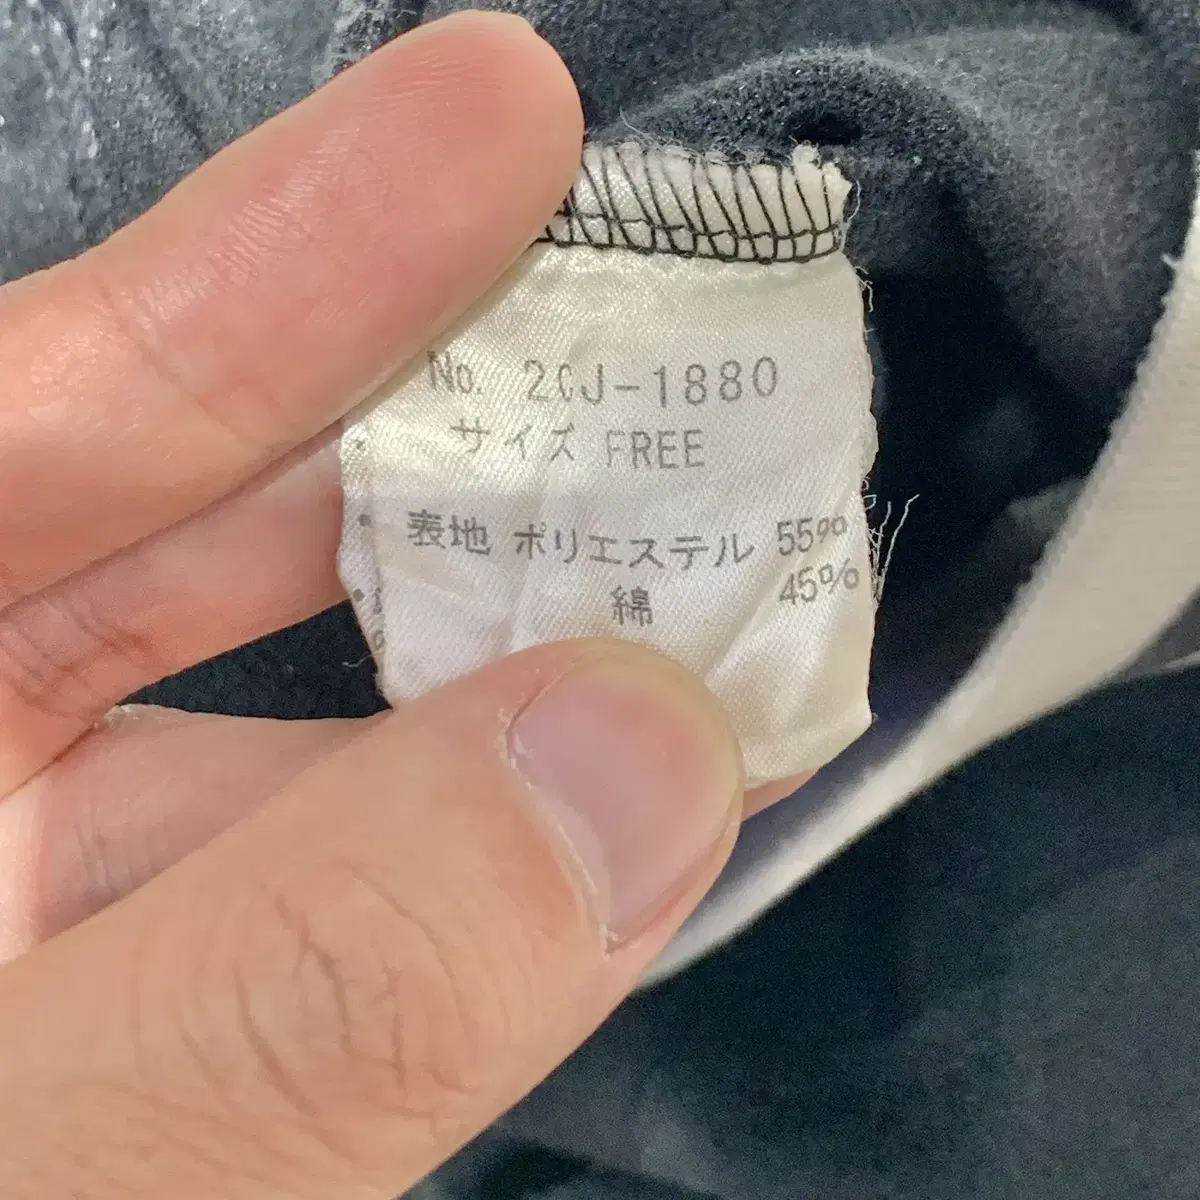 No. 2CJ-1880
サイズ FREE
表地 ポリエステル 55%
綿 45%